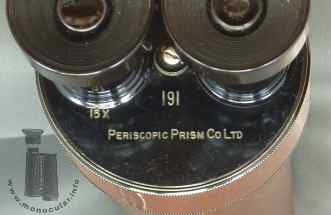 191
15X
PERISCOPIC PRISM CO LTD
www.monocular.info